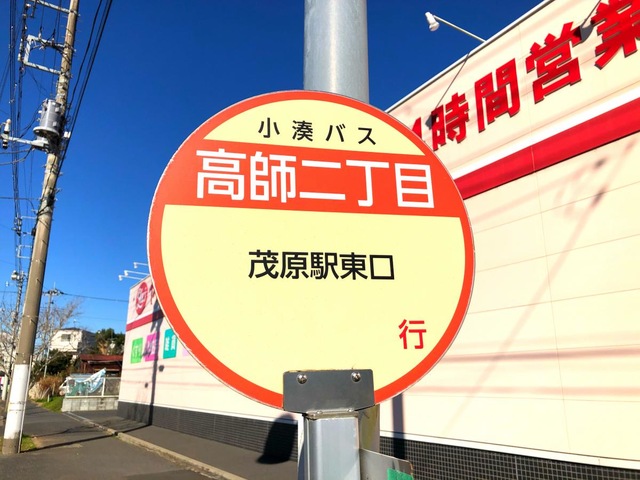 小湊バス
高師二丁目
茂原駅東口
行
時間営業